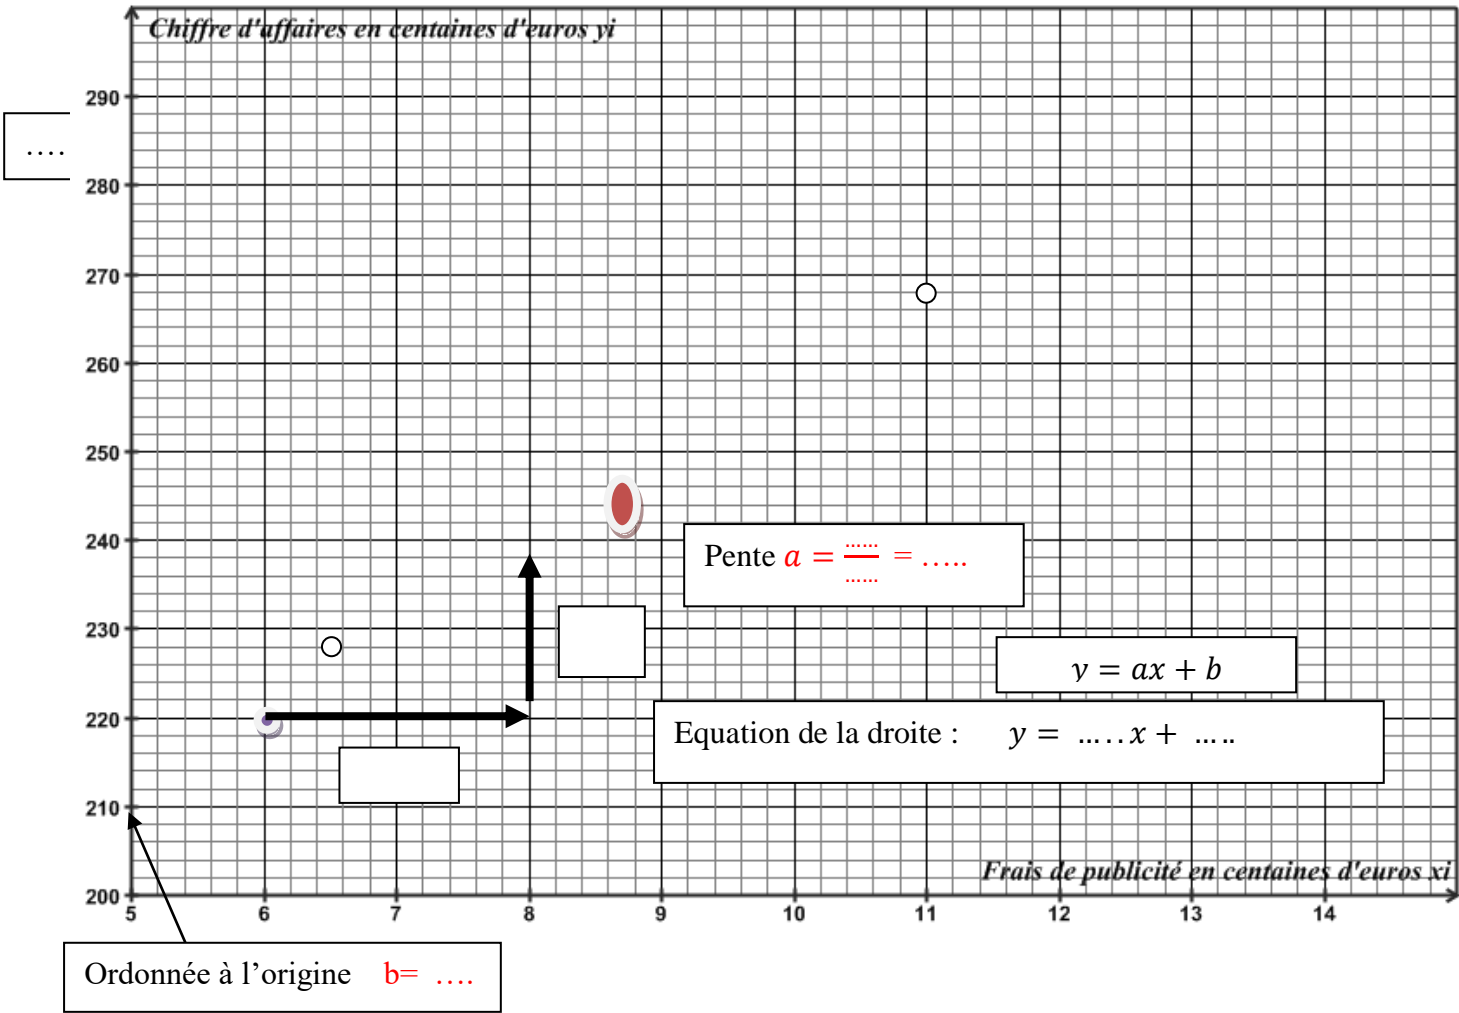 Chiffre d'affaires en centaines d'euros yi
290
….
280
270
260
250
240
Pente a = ...... / ...... = …..
230
y = ax + b
220
Equation de la droite : y = ….. x + … ..
210
Frais de publicité en centaines d'euros xi
200
5 6 7 8 9 10 11 12 13 14
Ordonnée à l’origine b= ….